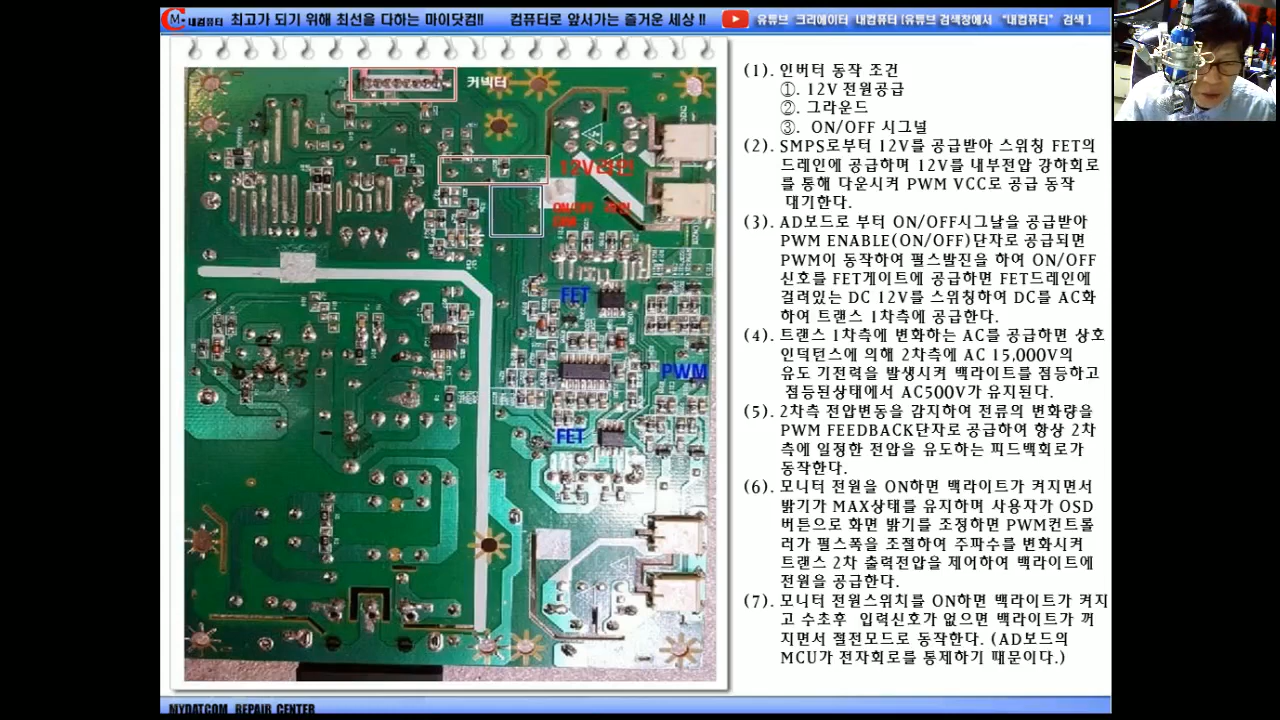 C M~내컴퓨터 최고가 되기 위해 최선을 다하는 마이닷컴!! 컴퓨터로 앞서가는 즐거운 세상 !! 유튜브 크리에이터 내컴퓨터 [유튜브 검색창에서 "내컴퓨터" 검색 ]
커넥터
12V라인
ON/OFF 라인
FET
PWM
FET
(1). 인버터 동작 조건
①. 12V 전원공급
②. 그라운드
③. ON/OFF 시그널
(2). SMPS로부터 12V를 공급받아 스위칭 FET의
드레인에 공급하며 12V를 내부전압 강하회로
를 통해 다운시켜 PWM VCC로 공급 동작
대기한다.
(3). AD보드로 부터 ON/OFF시그날을 공급받아
PWM ENABLE(ON/OFF)단자로 공급되면
PWM이 동작하여 펄스발진을 하여 ON/OFF
신호를 FET게이트에 공급하면 FET드레인에
걸려있는 DC 12V를 스위칭하여 DC를 AC화
하여 트랜스 1차측에 공급한다.
(4). 트랜스 1차측에 변화하는 AC를 공급하면 상호
인덕턴스에 의해 2차측에 AC 15,000V의
유도 기전력을 발생시켜 백라이트를 점등하고
점등된상태에서 AC500V가 유지된다.
(5). 2차측 전압변동을 감지하여 전류의 변화량을
PWM FEEDBACK단자로 공급하여 항상 2차
측에 일정한 전압을 유도하는 피드백회로가
동작한다.
(6). 모니터 전원을 ON하면 백라이트가 켜지면서
밝기가 MAX상태를 유지하며 사용자가 OSD
버튼으로 화면 밝기를 조정하면 PWM컨트롤
러가 펄스폭을 조절하여 주파수를 변화시켜
트랜스 2차 출력전압을 제어하여 백라이트에
전원을 공급한다.
(7). 모니터 전원스위치를 ON하면 백라이트가 켜지
고 수초후 입력신호가 없으면 백라이트가 꺼
지면서 절전모드로 동작한다. (AD보드의
MCU가 전자회로를 통제하기 때문이다.)
MYDATCOM REPAIR CENTER